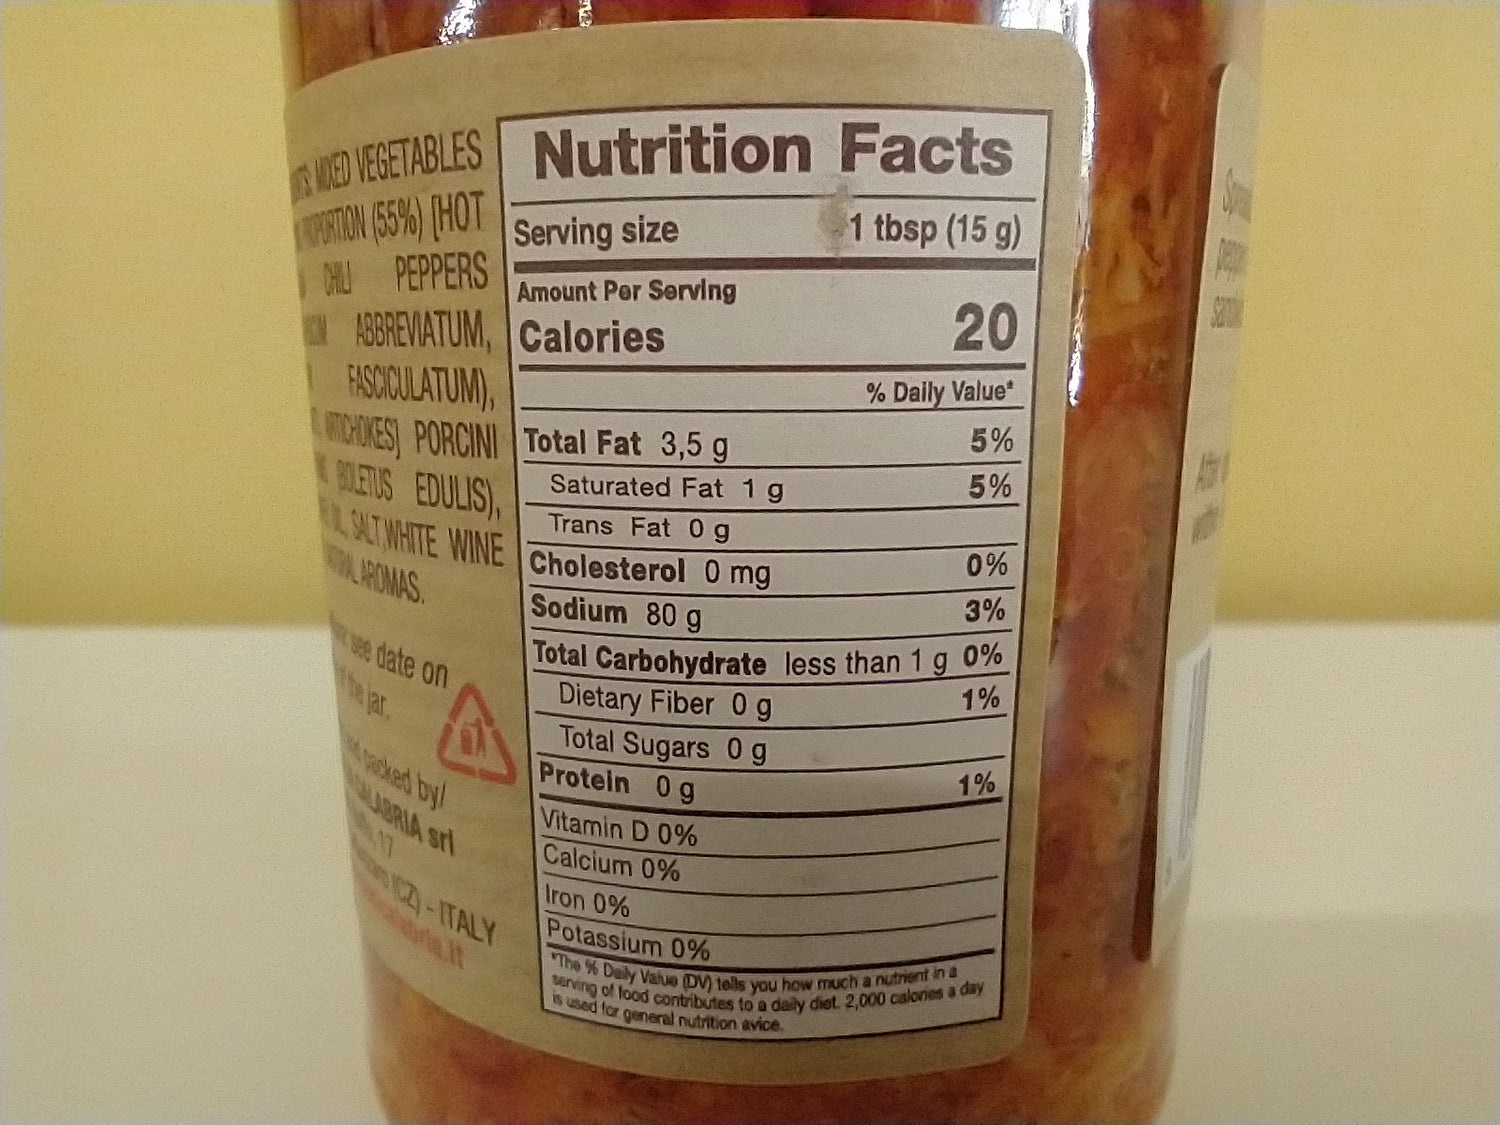 MIXED VEGETABLES
PROPORTION (55%) [HOT
CHILI PEPPERS
ABBREVIATUM,
FASCICULATUM),
ARTICHOKES] PORCINI
(BOLETUS EDULIS),
OIL, SALT,WHITE WINE
NATURAL AROMAS.
see date on
the jar.
packed by/
CALABRIA srl
17
(CZ) - ITALY
Nutrition Facts
Serving size 1 tbsp (15 g)
Amount Per Serving
Calories 20
% Daily Value*
Total Fat 3,5 g 5%
Saturated Fat 1 g 5%
Trans Fat 0 g
Cholesterol 0 mg 0%
Sodium 80 g 3%
Total Carbohydrate less than 1 g 0%
Dietary Fiber 0 g 1%
Total Sugars 0 g
Protein 0 g 1%
Vitamin D 0%
Calcium 0%
Iron 0%
Potassium 0%
*The % Daily Value (DV) tells you how much a nutrient in a
serving of food contributes to a daily diet. 2,000 calories a day
is used for general nutrition avice.